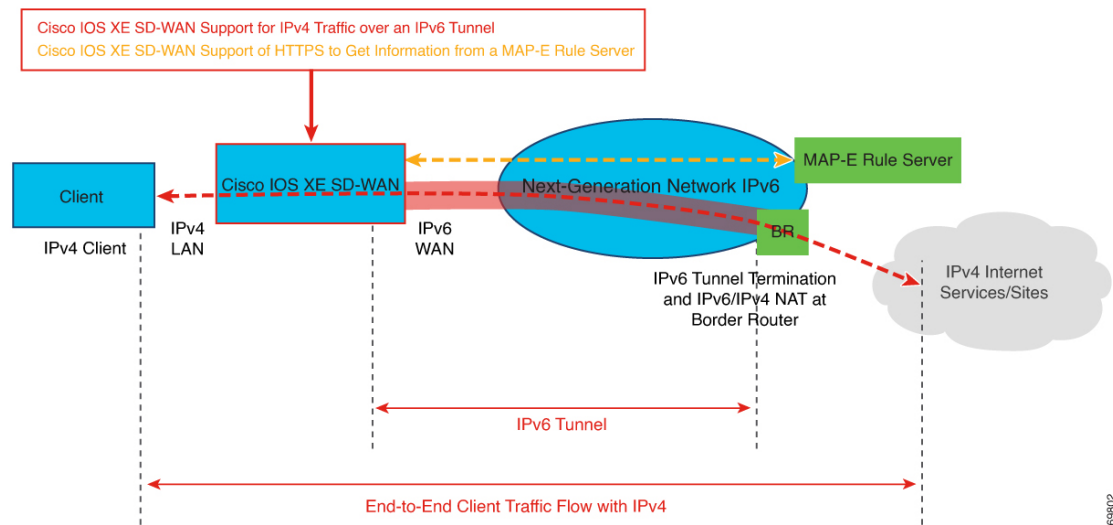 Cisco IOS XE SD-WAN Support for IPv4 Traffic over an IPv6 Tunnel
Cisco IOS XE SD-WAN Support of HTTPS to Get Information from a MAP-E Rule Server
MAP-E Rule Server
Cisco IOS XE SD-WAN
Next-Generation Network IPv6
Client
IPv4 Client
IPv4
LAN
IPv6
WAN
BR
IPv6 Tunnel Termination
and IPv6/IPv4 NAT at
Border Router
IPv4 Internet
Services/Sites
IPv6 Tunnel
End-to-End Client Traffic Flow with IPv4